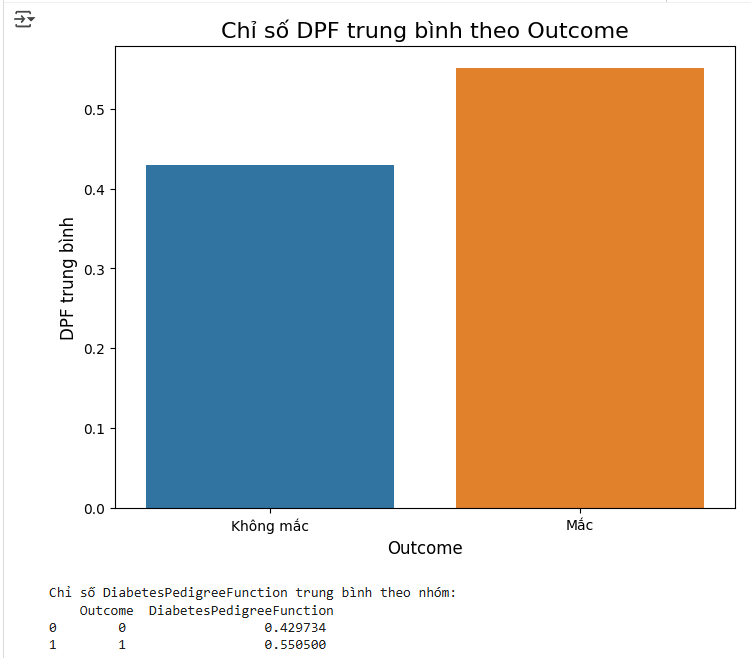 Chỉ số DPF trung bình theo Outcome
DPF trung bình
0.5
0.4
0.3
0.2
0.1
0.0
Không mắc
Mắc
Outcome
Chỉ số DiabetesPedigreeFunction trung bình theo nhóm:
Outcome DiabetesPedigreeFunction
0 0 0.429734
1 1 0.550500